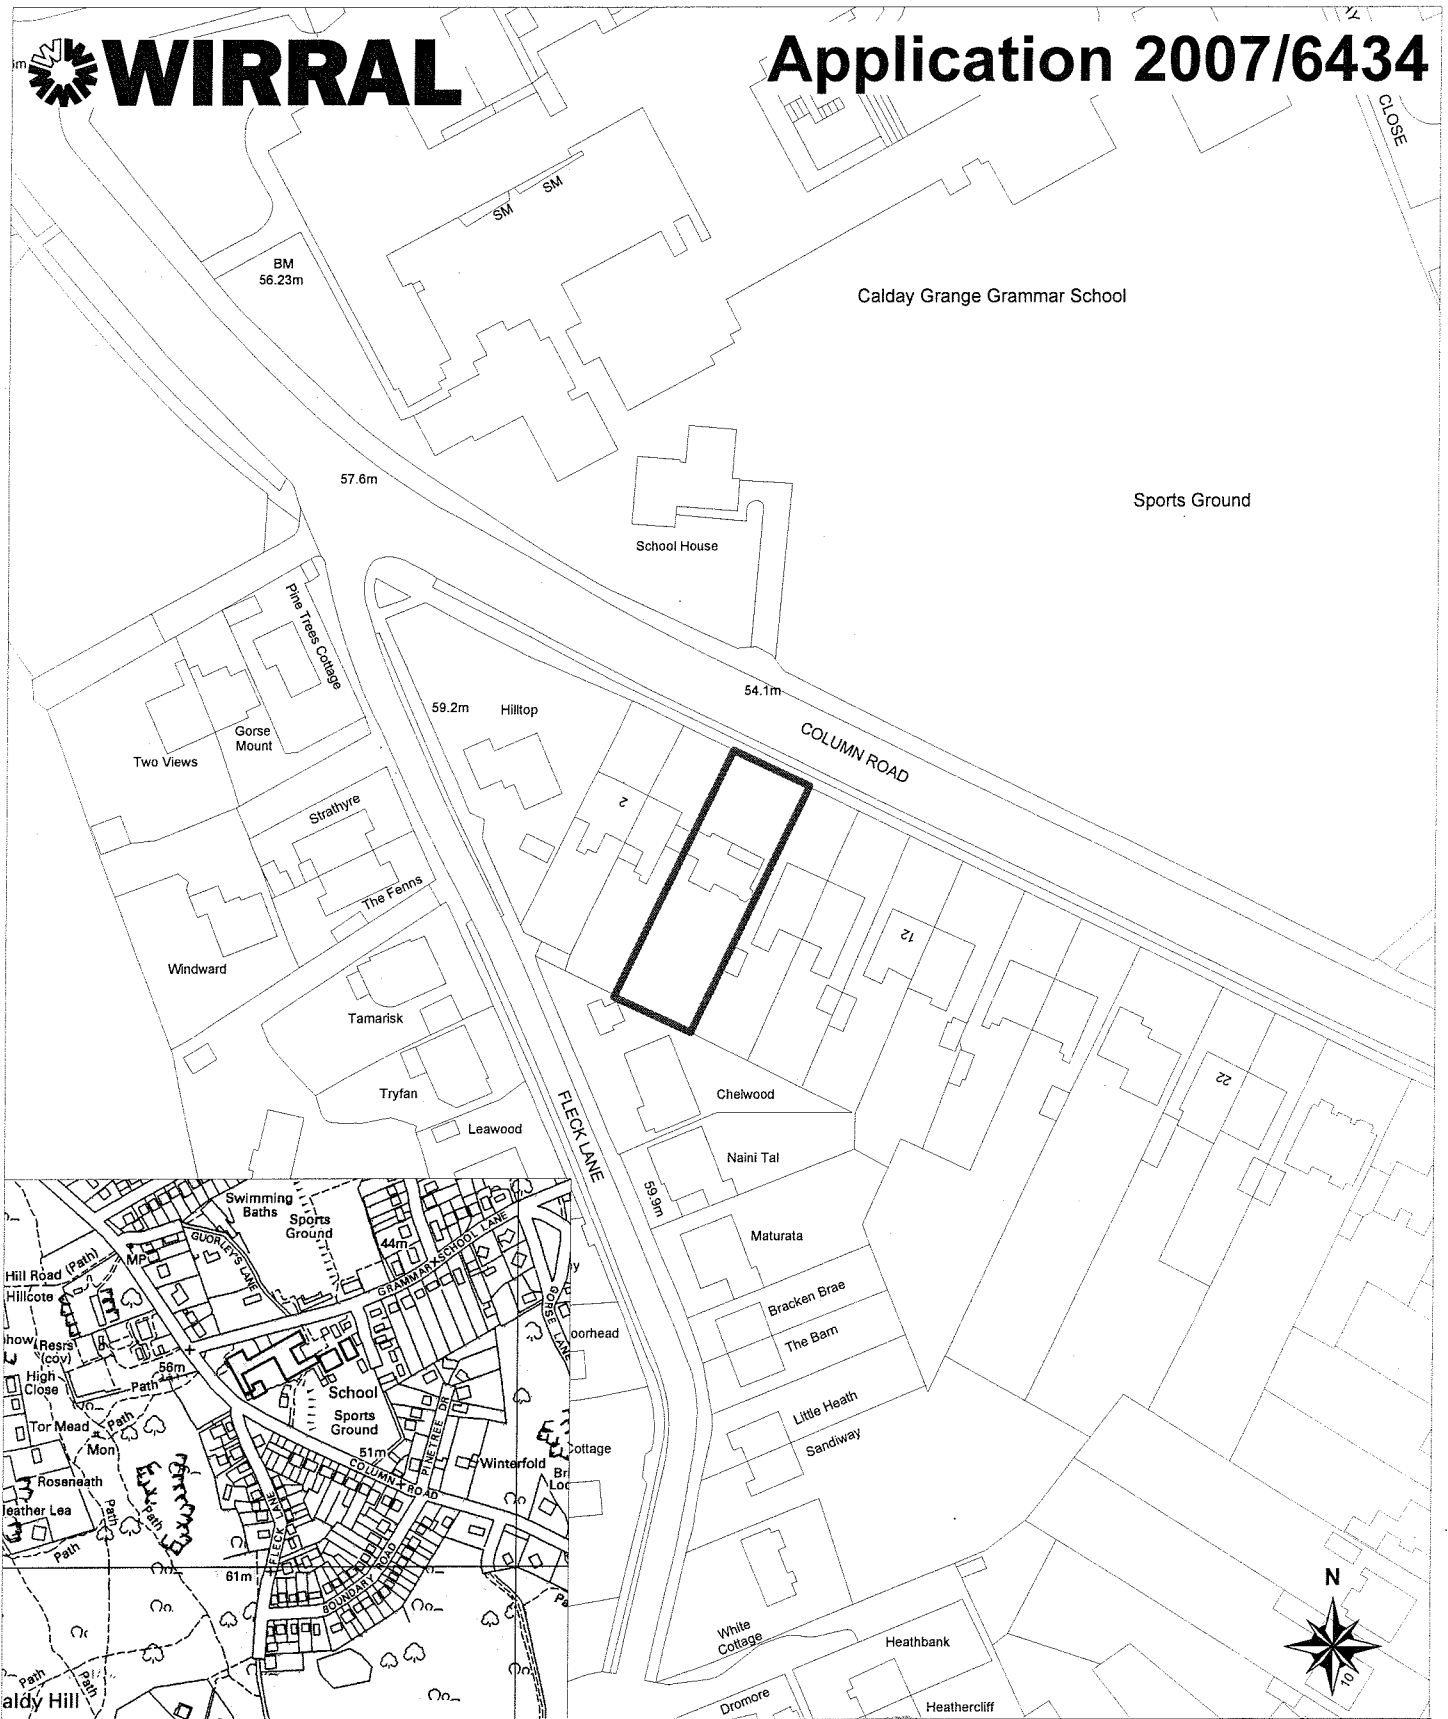 WIRRAL
Application 2007/6434
CLOSE
SM
SM
BM
56.23m
Calday Grange Grammar School
57.6m
Sports Ground
School House
Pine Trees Cottage
54.1m
59.2m
Hilltop
COLUMN ROAD
Gorse
Mount
Two Views
2
Strathyre
The Fenns
12
Windward
Tamarisk
22
Tryfan
Chelwood
Leawood
FLECK LANE
Naini Tal
59.9m
Maturata
Bracken Brae
The Barn
oorhead
Little Heath
Sandiway
Cottage
White
Cottage
Heathbank
Dromore
Heathercliff
N
10
Swimming
Baths
Sports
Ground
44m
GRAMMAR SCHOOL LANE
GUORLEY'S LANE
MP
Hill Road (Path)
Hillcote
GORSE LANE
how
Resrs
(cov)
56m
High
Close
Path
School
Sports
Ground
PINETREE DR
Tor Mead
Path
Mon
51m
COLUMN ROAD
Winterfold
Roseneath
Path
Path
leather Lea
FLECK LANE
Path
61m
BOUNDARY ROAD
Path
Path
aldy Hill